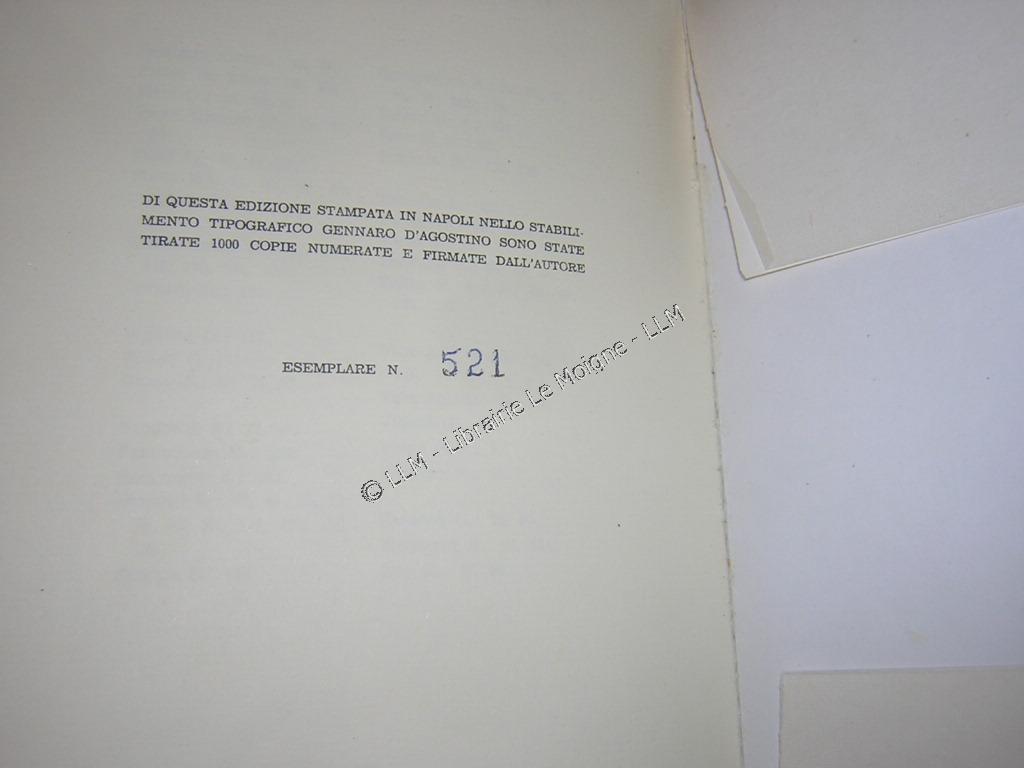 DI QUESTA EDIZIONE STAMPATA IN NAPOLI NELLO STABILI-
MENTO TIPOGRAFICO GENNARO D'AGOSTINO SONO STATE
TIRATE 1000 COPIE NUMERATE E FIRMATE DALL'AUTORE
ESEMPLARE N. 521
© LLM - Librairie Le Moigne - LLM